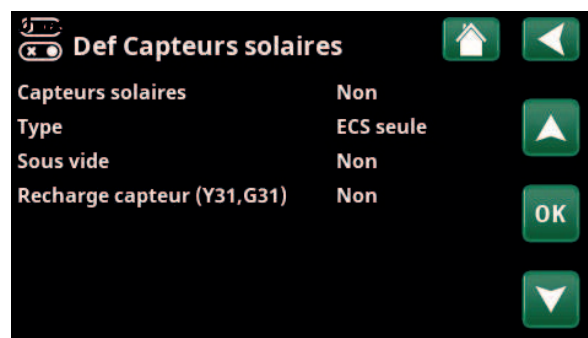 Def Capteurs solaires
Capteurs solaires Non
Type ECS seule
Sous vide Non
Recharge capteur (Y31,G31) Non
OK